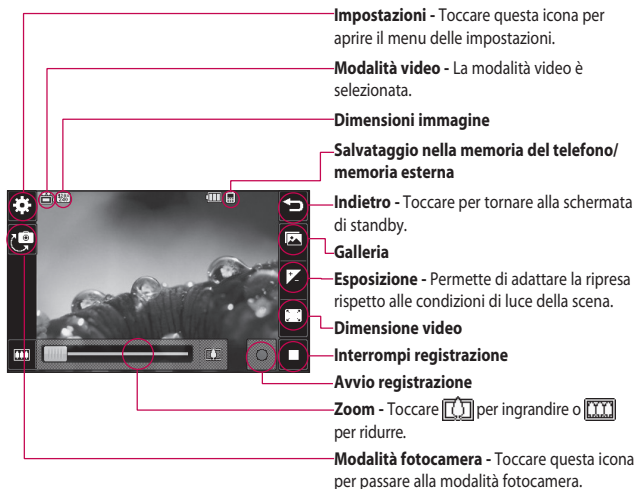 Impostazioni - Toccare questa icona per
aprire il menu delle impostazioni.
Modalità video - La modalità video è
selezionata.
Dimensioni immagine
Salvataggio nella memoria del telefono/
memoria esterna
Indietro - Toccare per tornare alla schermata
di standby.
Galleria
Esposizione - Permette di adattare la ripresa
rispetto alle condizioni di luce della scena.
Dimensione video
Interrompi registrazione
Avvio registrazione
Zoom - Toccare per ingrandire o
per ridurre.
Modalità fotocamera - Toccare questa icona
per passare alla modalità fotocamera.